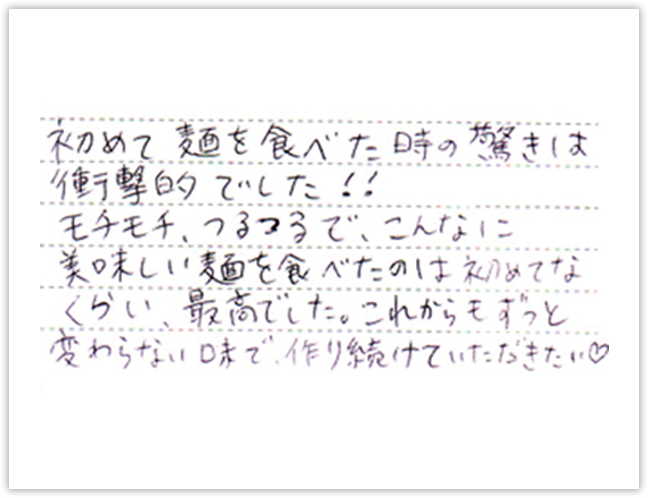 初めて麺を食べた時の驚きは
衝撃的でした!!
モチモチ、つるつるで、こんなに
美味しい麺を食べたのは初めてな
くらい、最高でした。これからもずっと
変わらない味で、作り続けていただきたい♡